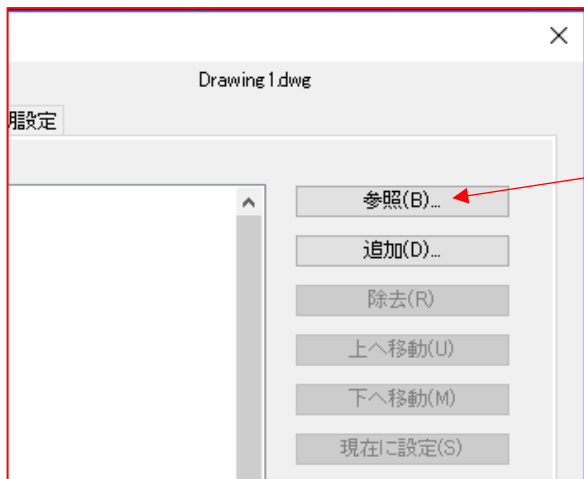 Drawing1.dwg
期設定
参照(B)...
追加(D)...
除去(R)
上へ移動(U)
下へ移動(M)
現在に設定(S)